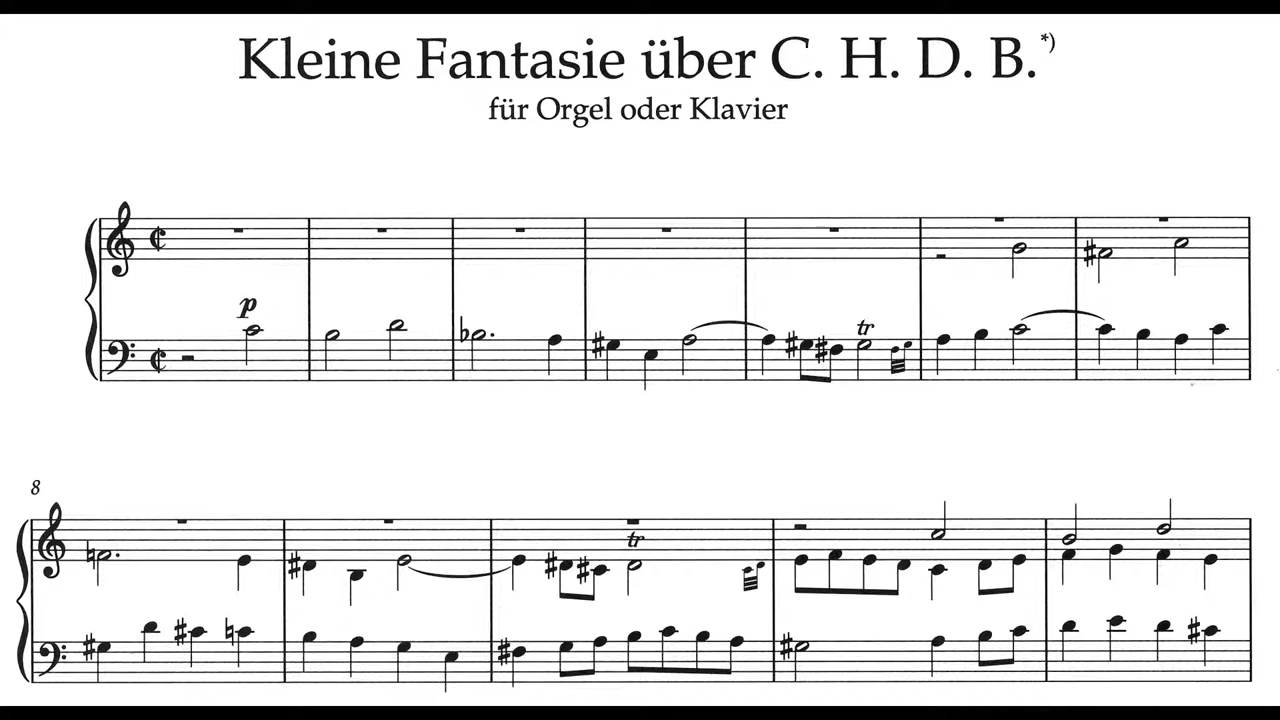 Kleine Fantasie über C. H. D. B. *)
für Orgel oder Klavier
p
tr
8
tr